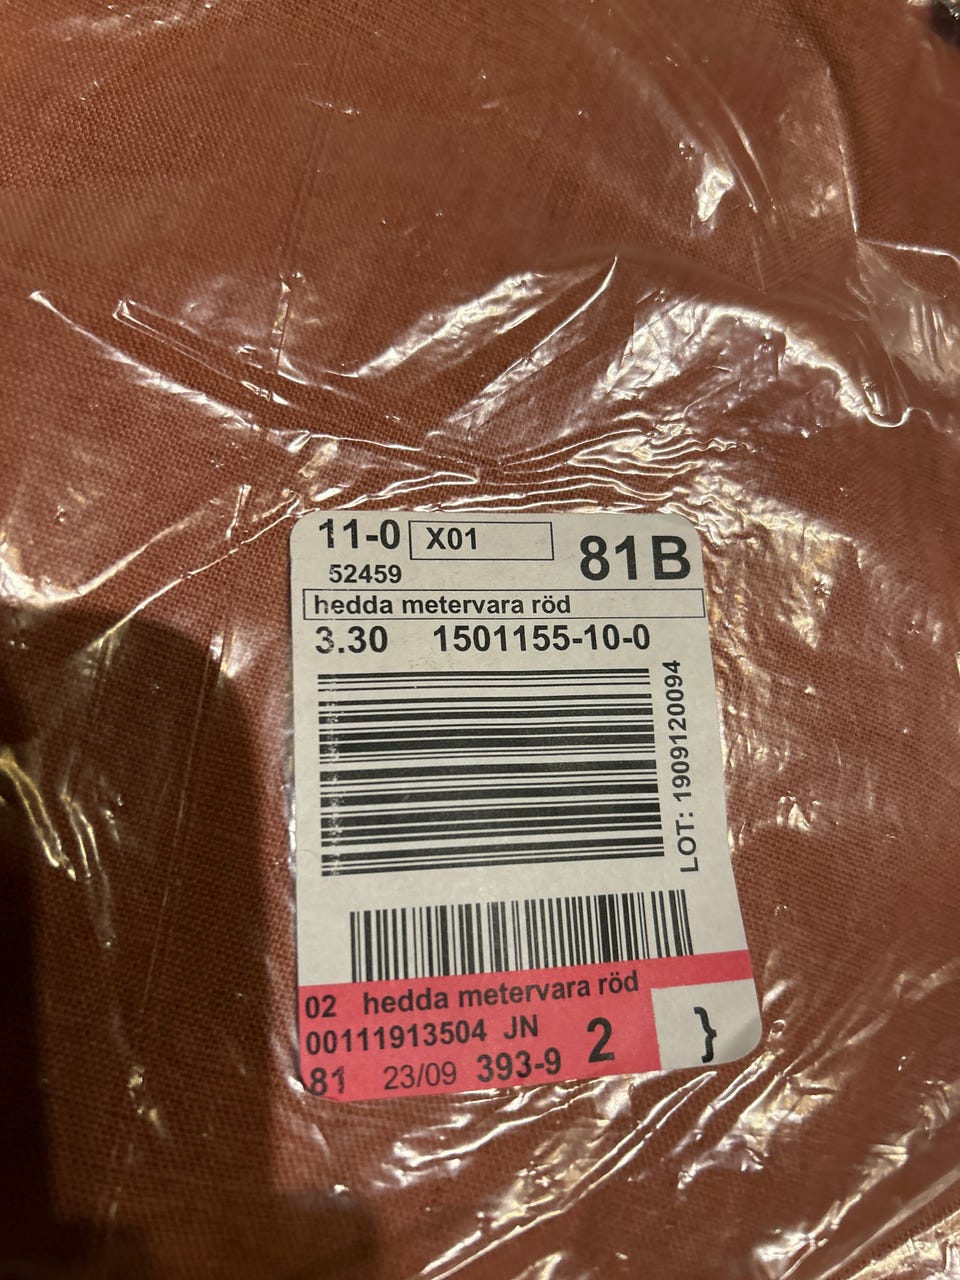 11-0 X01 81B
52459
hedda metervara röd
3.30 1501155-10-0
LOT: 1909120094
02 hedda metervara röd
00111913504 JN 2 }
81 23/09 393-9